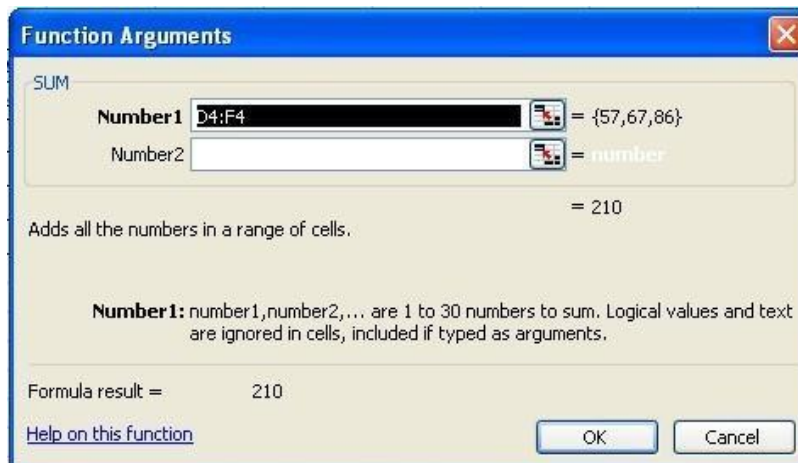 Function Arguments
SUM
Number1 D4:F4 = {57,67,86}
Number2 = number
= 210
Adds all the numbers in a range of cells.
Number1: number1,number2,... are 1 to 30 numbers to sum. Logical values and text
are ignored in cells, included if typed as arguments.
Formula result = 210
Help on this function OK Cancel